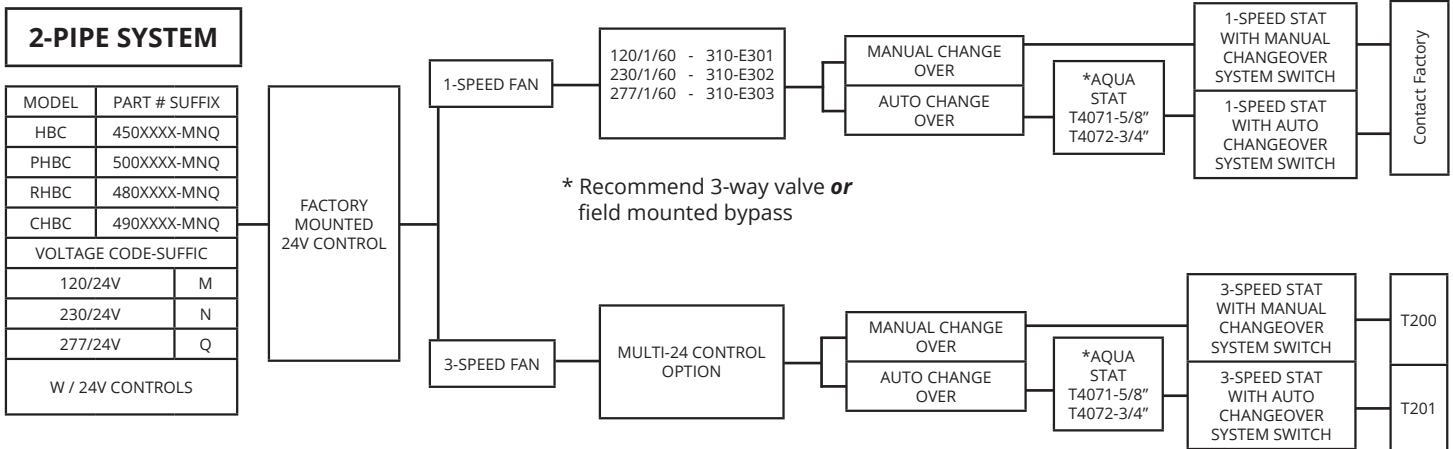 2-PIPE SYSTEM
MODEL PART # SUFFIX
HBC 450XXXX-MNQ
PHBC 500XXXX-MNQ
RHBC 480XXXX-MNQ
CHBC 490XXXX-MNQ
VOLTAGE CODE-SUFFIC
120/24V M
230/24V N
277/24V Q
W / 24V CONTROLS
FACTORY
MOUNTED
24V CONTROL
1-SPEED FAN
120/1/60 - 310-E301
230/1/60 - 310-E302
277/1/60 - 310-E303
MANUAL CHANGE
OVER
AUTO CHANGE
OVER
*AQUA
STAT
T4071-5/8”
T4072-3/4”
1-SPEED STAT
WITH MANUAL
CHANGEOVER
SYSTEM SWITCH
1-SPEED STAT
WITH AUTO
CHANGEOVER
SYSTEM SWITCH
Contact Factory
* Recommend 3-way valve or
field mounted bypass
3-SPEED FAN
MULTI-24 CONTROL
OPTION
MANUAL CHANGE
OVER
AUTO CHANGE
OVER
*AQUA
STAT
T4071-5/8”
T4072-3/4”
3-SPEED STAT
WITH MANUAL
CHANGEOVER
SYSTEM SWITCH
3-SPEED STAT
WITH AUTO
CHANGEOVER
SYSTEM SWITCH
T200
T201